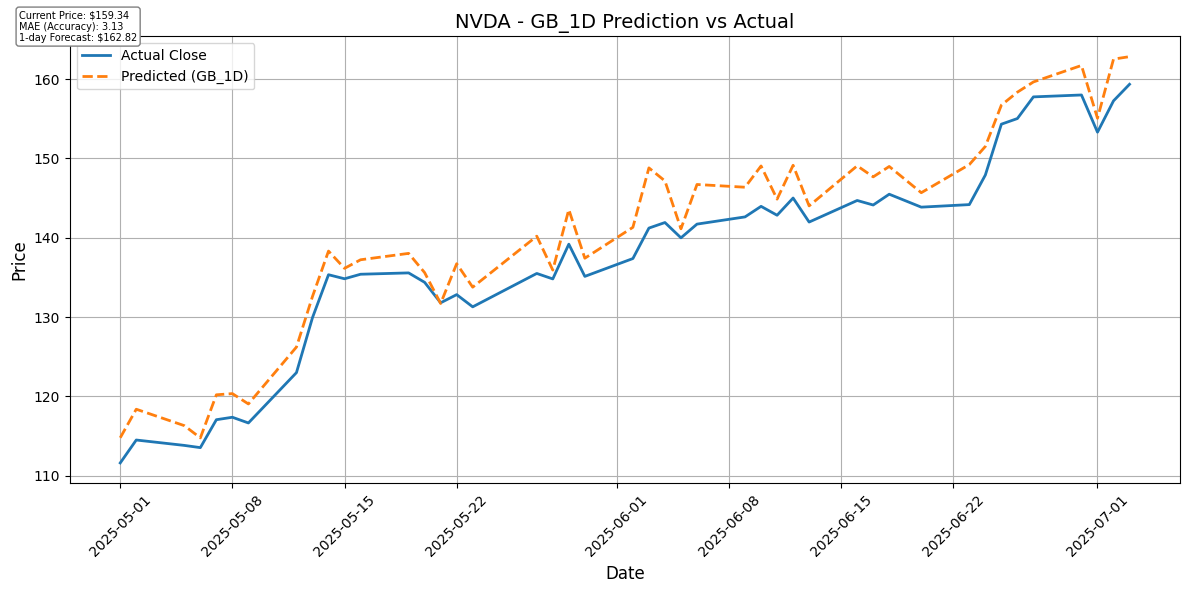 Current Price: $159.34
MAE (Accuracy): 3.13
1-day Forecast: $162.82
NVDA - GB_1D Prediction vs Actual
Actual Close
Predicted (GB_1D)
Price
160
150
140
130
120
110
2025-05-01
2025-05-08
2025-05-15
2025-05-22
2025-06-01
2025-06-08
2025-06-15
2025-06-22
2025-07-01
Date